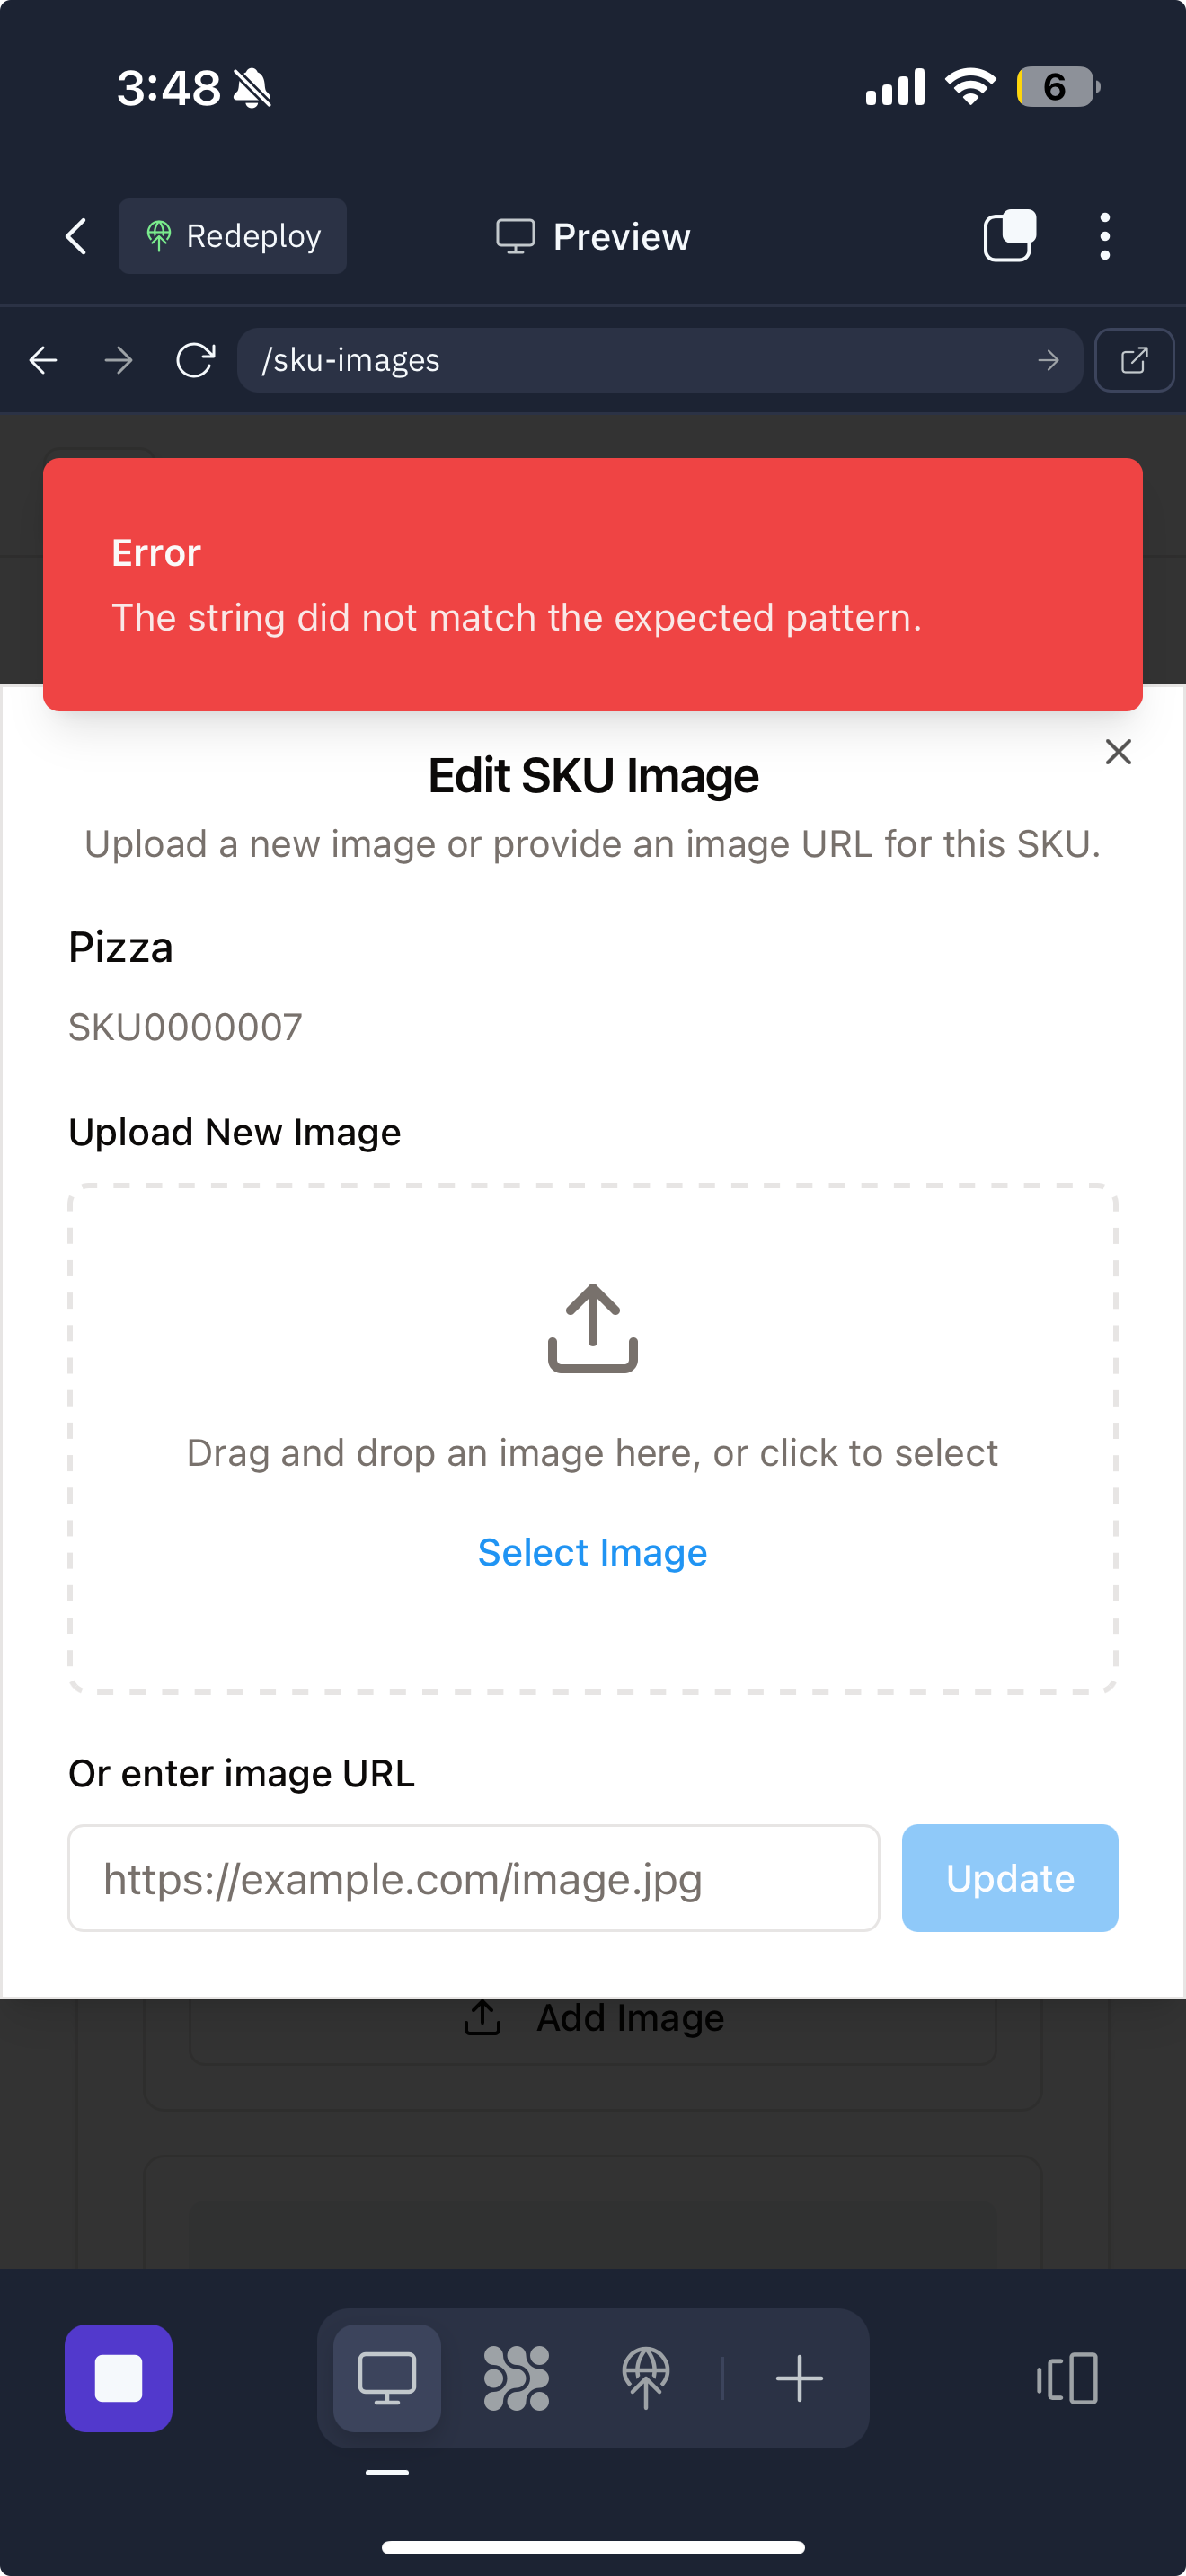 3:48
6
Redeploy
Preview
/sku-images
Error
The string did not match the expected pattern.
Edit SKU Image
Upload a new image or provide an image URL for this SKU.
Pizza
SKU0000007
Upload New Image
Drag and drop an image here, or click to select
Select Image
Or enter image URL
https://example.com/image.jpg
Update
Add Image